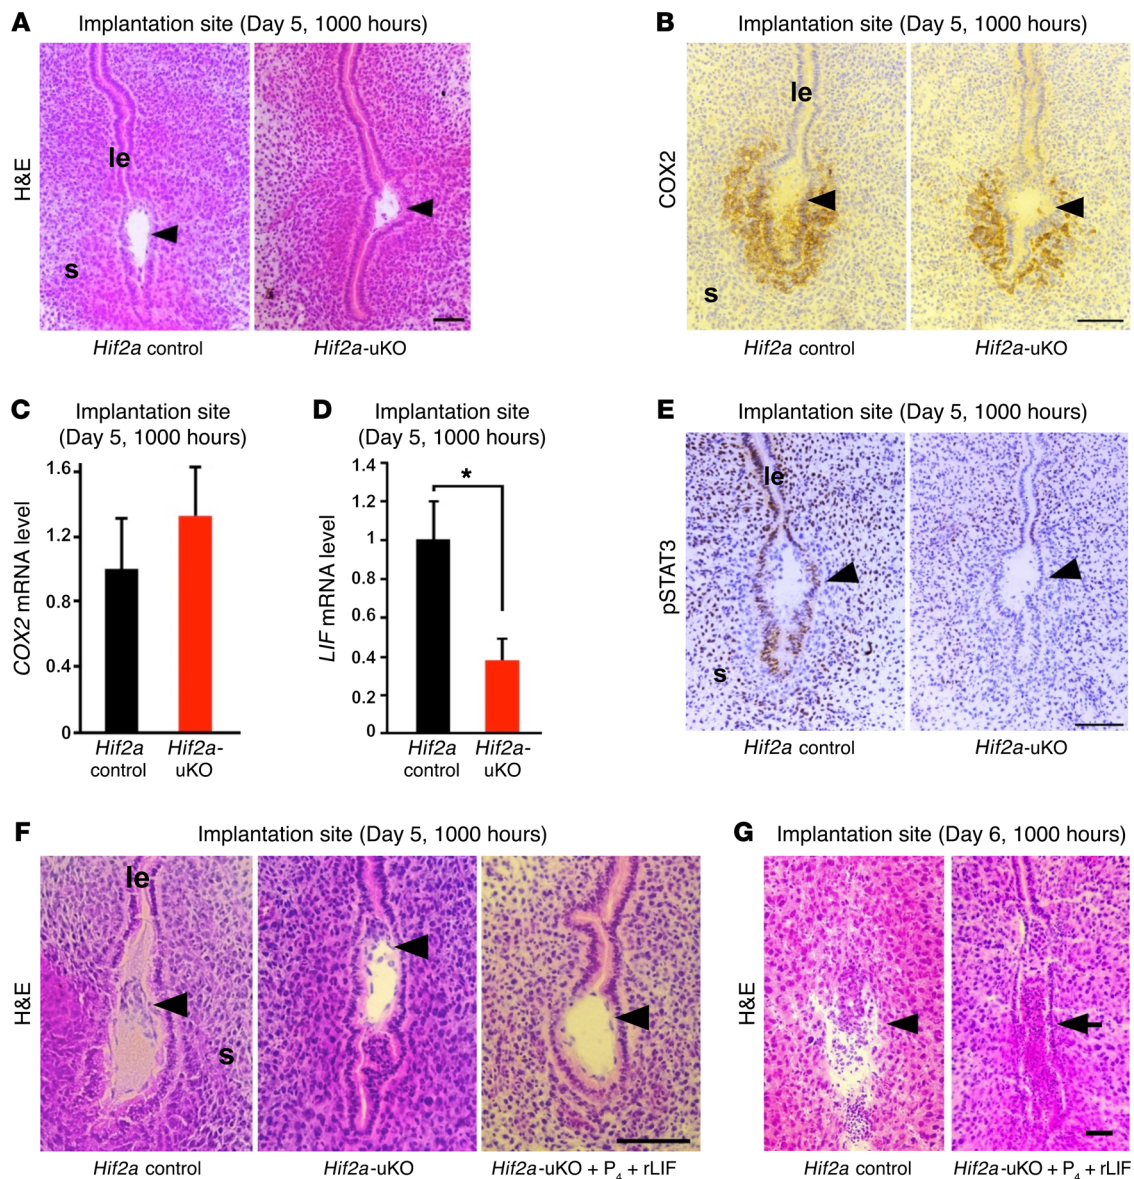 A Implantation site (Day 5, 1000 hours)
H&E
le
s
Hif2a control
Hif2a-uKO
B Implantation site (Day 5, 1000 hours)
COX2
le
s
Hif2a control
Hif2a-uKO
C Implantation site
(Day 5, 1000 hours)
COX2 mRNA level
1.6
1.2
0.8
0.4
0
Hif2a
control
Hif2a-
uKO
D Implantation site
(Day 5, 1000 hours)
LIF mRNA level
1.4
1.2
1
0.8
0.6
0.4
0.2
0
*
Hif2a
control
Hif2a-
uKO
E Implantation site (Day 5, 1000 hours)
pSTAT3
le
s
Hif2a control
Hif2a-uKO
F Implantation site (Day 5, 1000 hours)
H&E
le
s
Hif2a control
Hif2a-uKO
Hif2a-uKO + P4 + rLIF
G Implantation site (Day 6, 1000 hours)
H&E
Hif2a control
Hif2a-uKO + P4 + rLIF